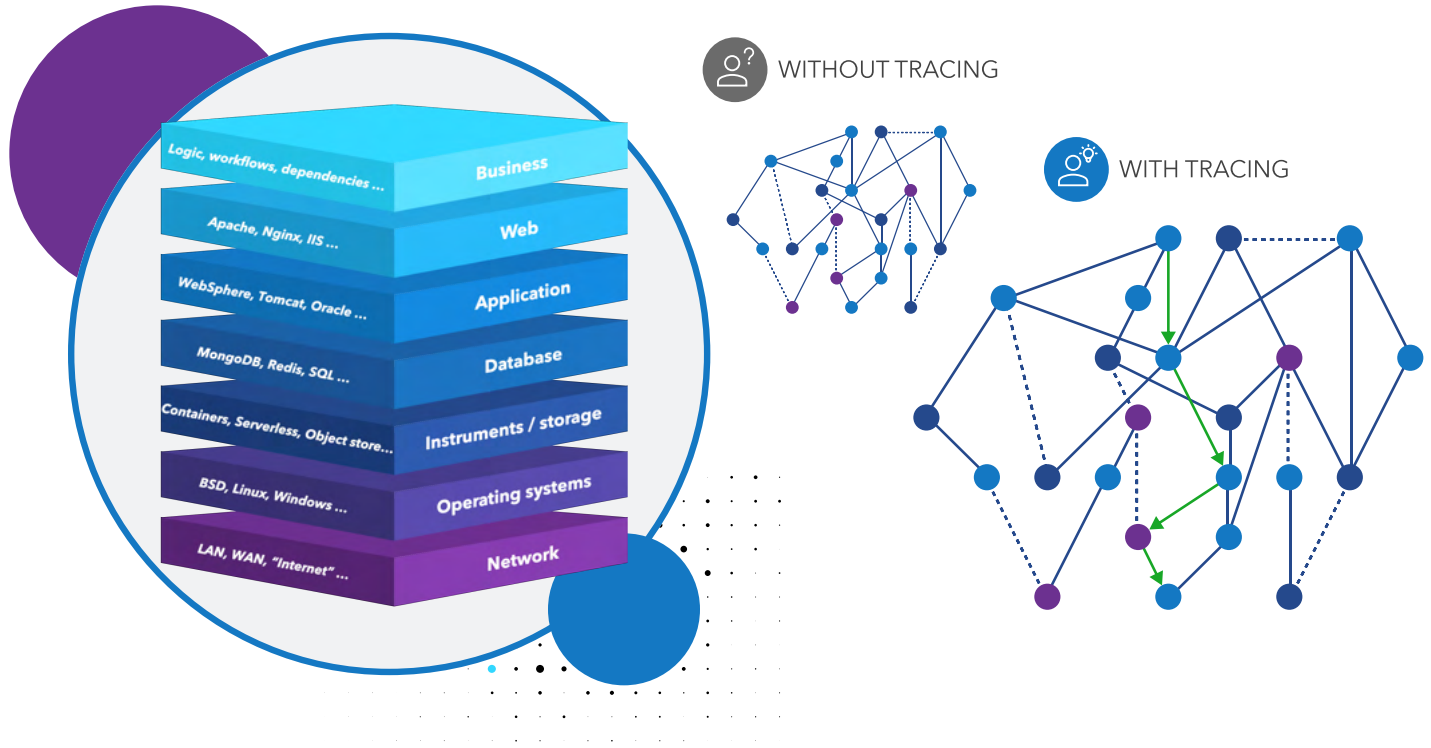 Logic, workflows, dependencies ...
Business
Apache, Nginx, IIS ...
Web
WebSphere, Tomcat, Oracle ...
Application
MongoDB, Redis, SQL ...
Database
Containers, Serverless, Object store...
Instruments / storage
BSD, Linux, Windows ...
Operating systems
LAN, WAN, “Internet” ...
Network
?
WITHOUT TRACING
WITH TRACING